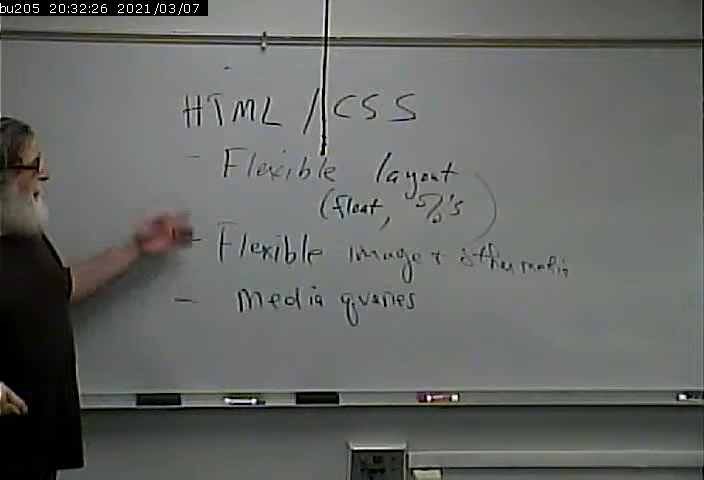 bu205 20:32:26 2021/03/07
HTML / CSS
- Flexible layout
(float, %'s)
- Flexible image + other media
- Media queries